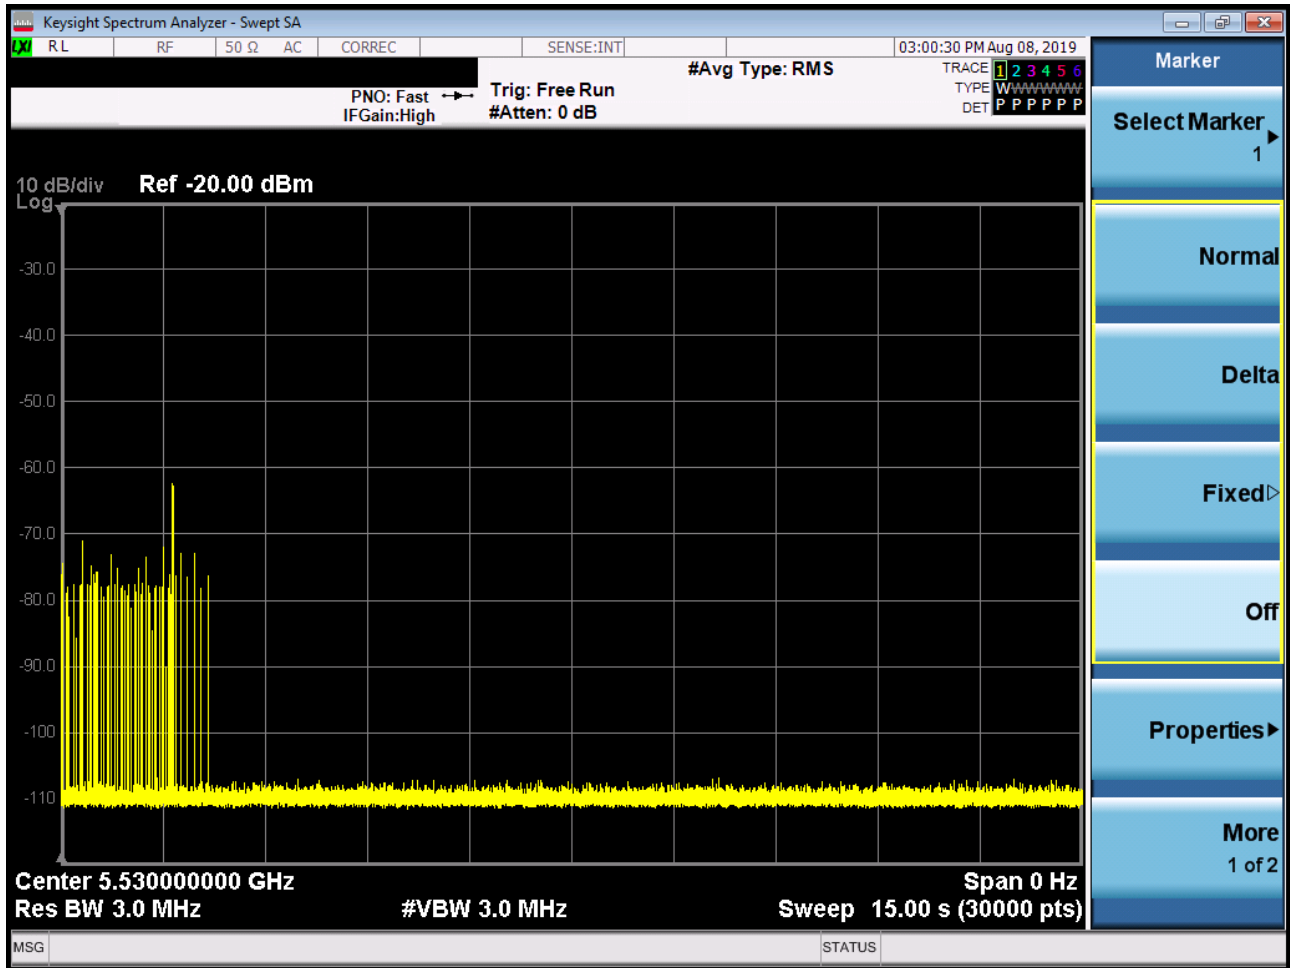 Keysight Spectrum Analyzer - Swept SA
LXI RL RF 50 Ω AC CORREC SENSE:INT 03:00:30 PM Aug 08, 2019
#Avg Type: RMS
TRACE 1 2 3 4 5 6
TYPE WWWWWW
DET P P P P P P
PNO: Fast
IFGain:High
Trig: Free Run
#Atten: 0 dB
10 dB/div Ref -20.00 dBm
Log
-30.0
-40.0
-50.0
-60.0
-70.0
-80.0
-90.0
-100
-110
Center 5.530000000 GHz Span 0 Hz
Res BW 3.0 MHz #VBW 3.0 MHz Sweep 15.00 s (30000 pts)
MSG STATUS
Marker
Select Marker
1
Normal
Delta
Fixed
Off
Properties
More
1 of 2